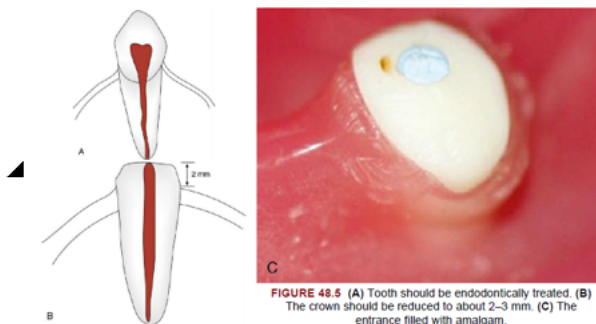 A
2 mm
B
C
FIGURE 48.5 (A) Tooth should be endodontically treated. (B)
The crown should be reduced to about 2–3 mm. (C) The
entrance filled with amalgam.